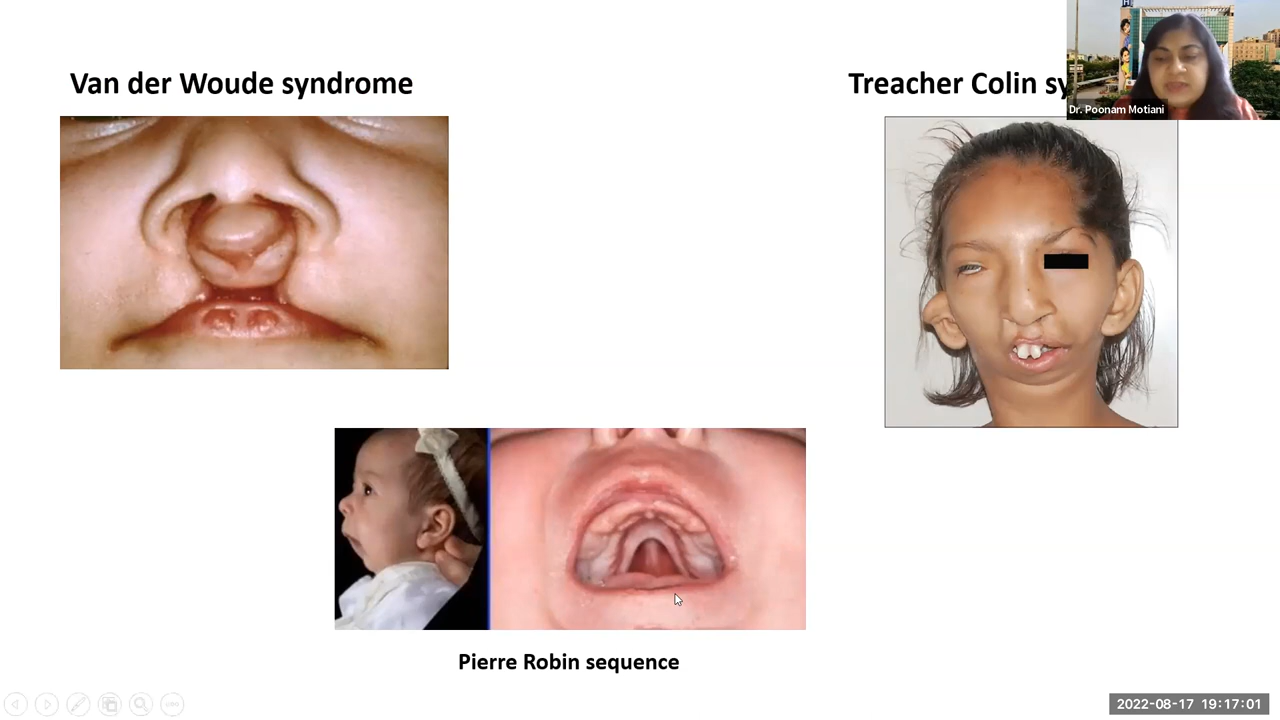 Van der Woude syndrome
Treacher Colin sy
Dr. Poonam Motiani
Pierre Robin sequence
2022-08-17 19:17:01